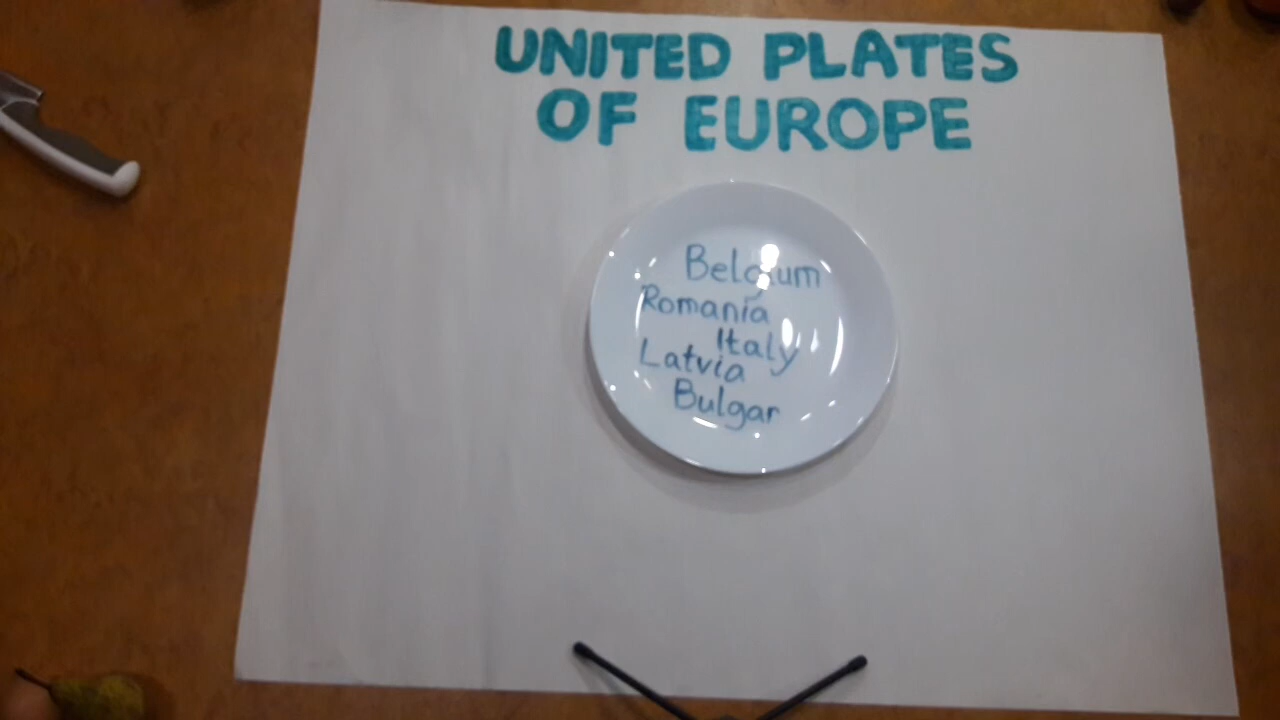 UNITED PLATES
OF EUROPE
Belgium
Romania
Italy
Latvia
Bulgar